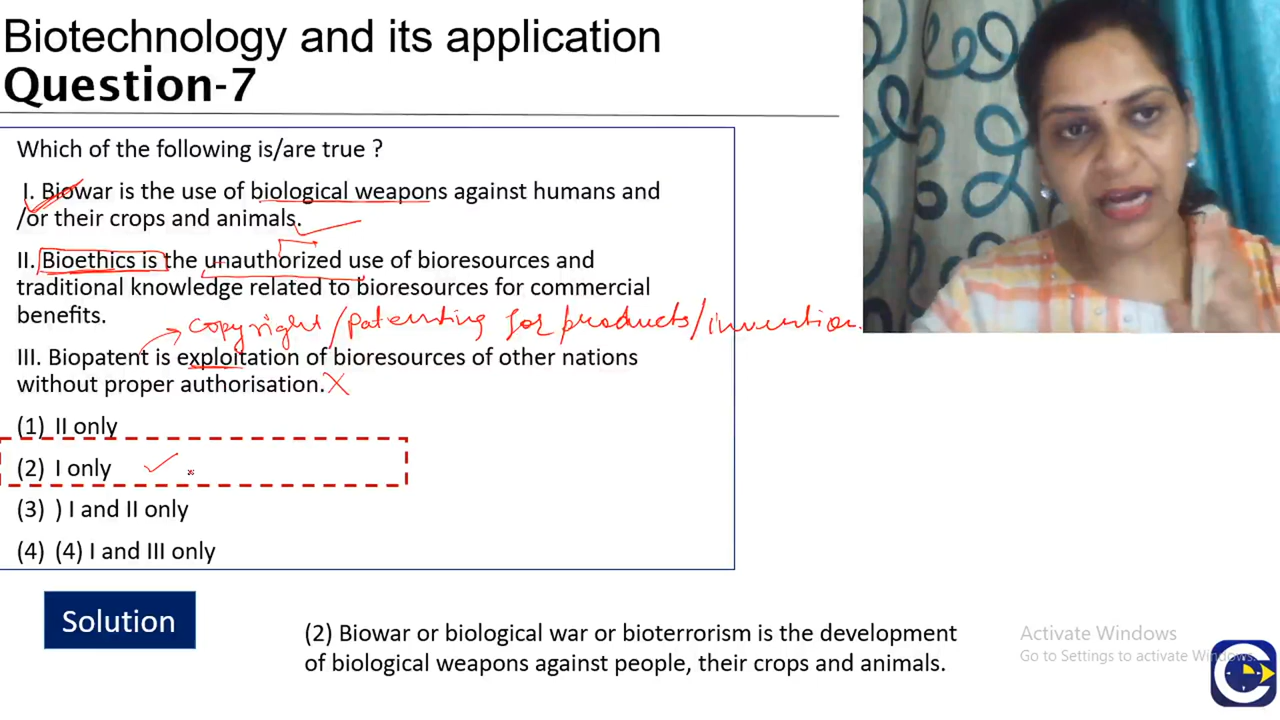 Biotechnology and its application
Question-7
Which of the following is/are true ?
I. Biowar is the use of biological weapons against humans and
/or their crops and animals.
II. Bioethics is the unauthorized use of bioresources and
traditional knowledge related to bioresources for commercial
benefits.
copyright/patenting for products/invention.
III. Biopatent is exploitation of bioresources of other nations
without proper authorisation.
(1) II only
(2) I only
(3) ) I and II only
(4) (4) I and III only
Solution
(2) Biowar or biological war or bioterrorism is the development
of biological weapons against people, their crops and animals.
Activate Windows
Go to Settings to activate Windows.